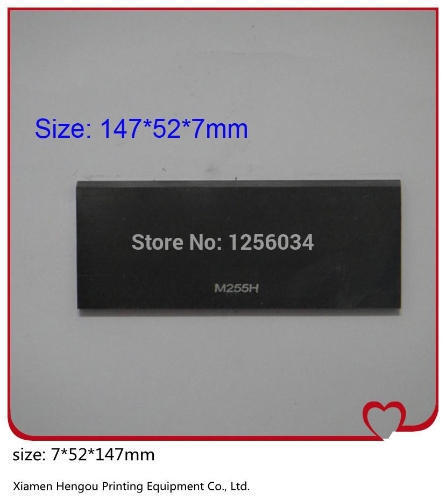 Size: 147*52*7mm
Store No: 1256034
M255H
size: 7*52*147mm
Xiamen Hengou Printing Equipment Co., Ltd.